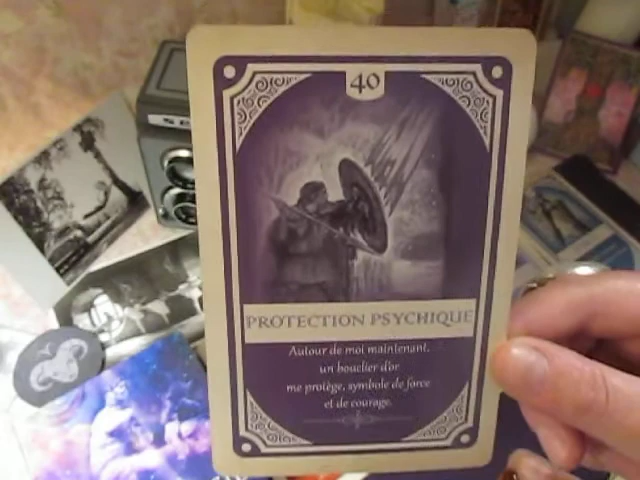 40
PROTECTION PSYCHIQUE
Autour de moi maintenant,
un bouclier d'or
me protège, symbole de force
et de courage.